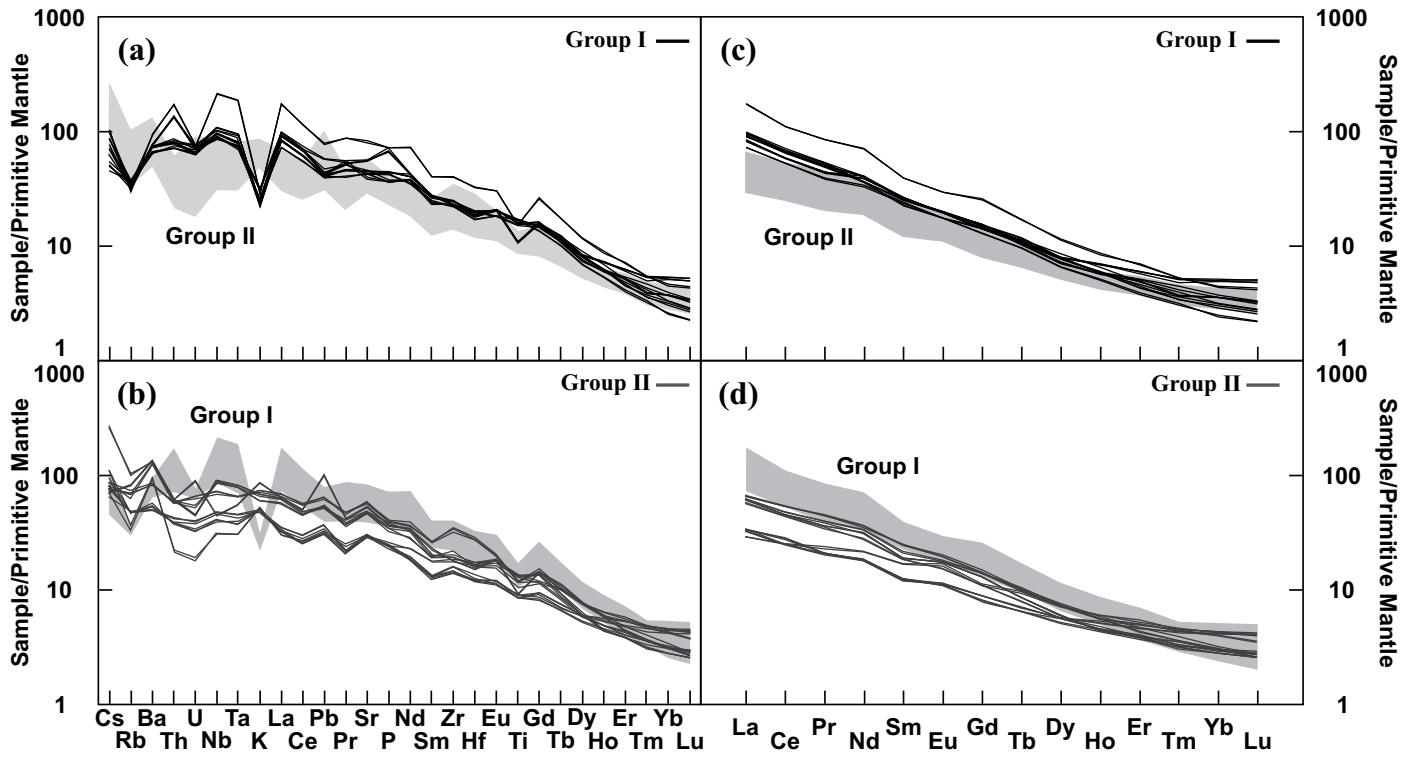 1000
(a)
Group I
100
Group II
10
1
Sample/Primitive Mantle
(c)
Group I
1000
100
Group II
10
1
Sample/Primitive Mantle
1000
(b)
Group II
Group I
100
10
1
Sample/Primitive Mantle
(d)
Group II
1000
Group I
100
10
1
Sample/Primitive Mantle
Cs Ba U Ta La Pb Sr Nd Zr Eu Gd Dy Er Yb
Rb Th Nb K Ce Pr P Sm Hf Ti Tb Ho Tm Lu
La Pr Sm Gd Dy Er Yb
Ce Nd Eu Tb Ho Tm Lu